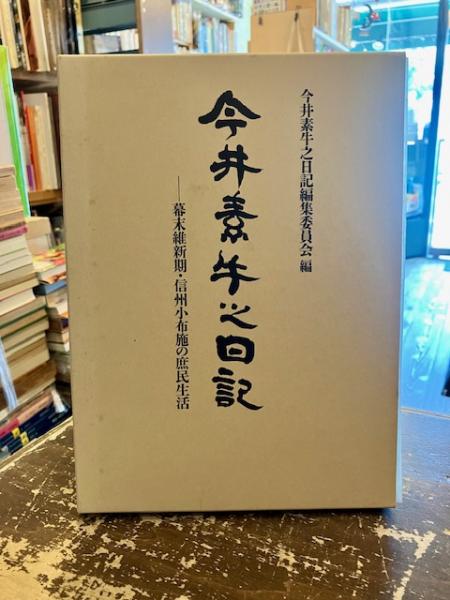 今井素牛之日記編集委員会 編
今井素牛之日記
――幕末維新期・信州小布施の庶民生活